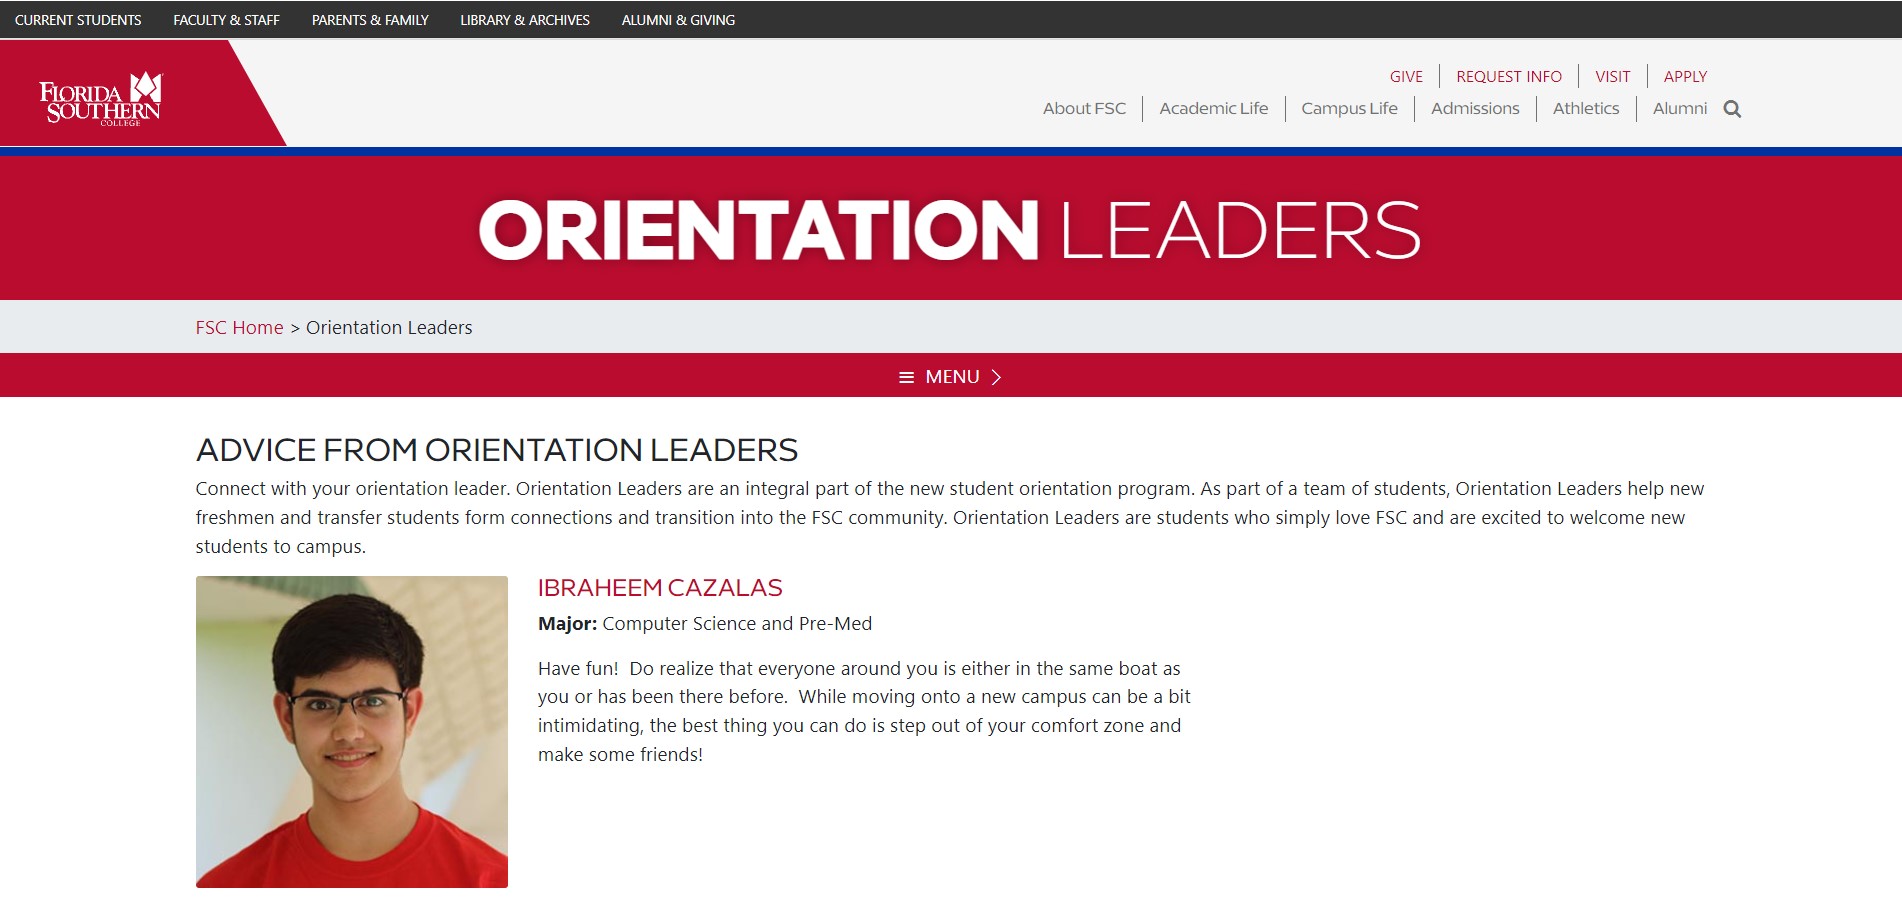 CURRENT STUDENTS FACULTY & STAFF PARENTS & FAMILY LIBRARY & ARCHIVES ALUMNI & GIVING
FLORIDA
SOUTHERN
COLLEGE
GIVE REQUEST INFO VISIT APPLY
About FSC Academic Life Campus Life Admissions Athletics Alumni
ORIENTATION LEADERS
FSC Home > Orientation Leaders
MENU
ADVICE FROM ORIENTATION LEADERS
Connect with your orientation leader. Orientation Leaders are an integral part of the new student orientation program. As part of a team of students, Orientation Leaders help new
freshmen and transfer students form connections and transition into the FSC community. Orientation Leaders are students who simply love FSC and are excited to welcome new
students to campus.
IBRAHEEM CAZALAS
Major: Computer Science and Pre-Med
Have fun!  Do realize that everyone around you is either in the same boat as
you or has been there before.  While moving onto a new campus can be a bit
intimidating, the best thing you can do is step out of your comfort zone and
make some friends!